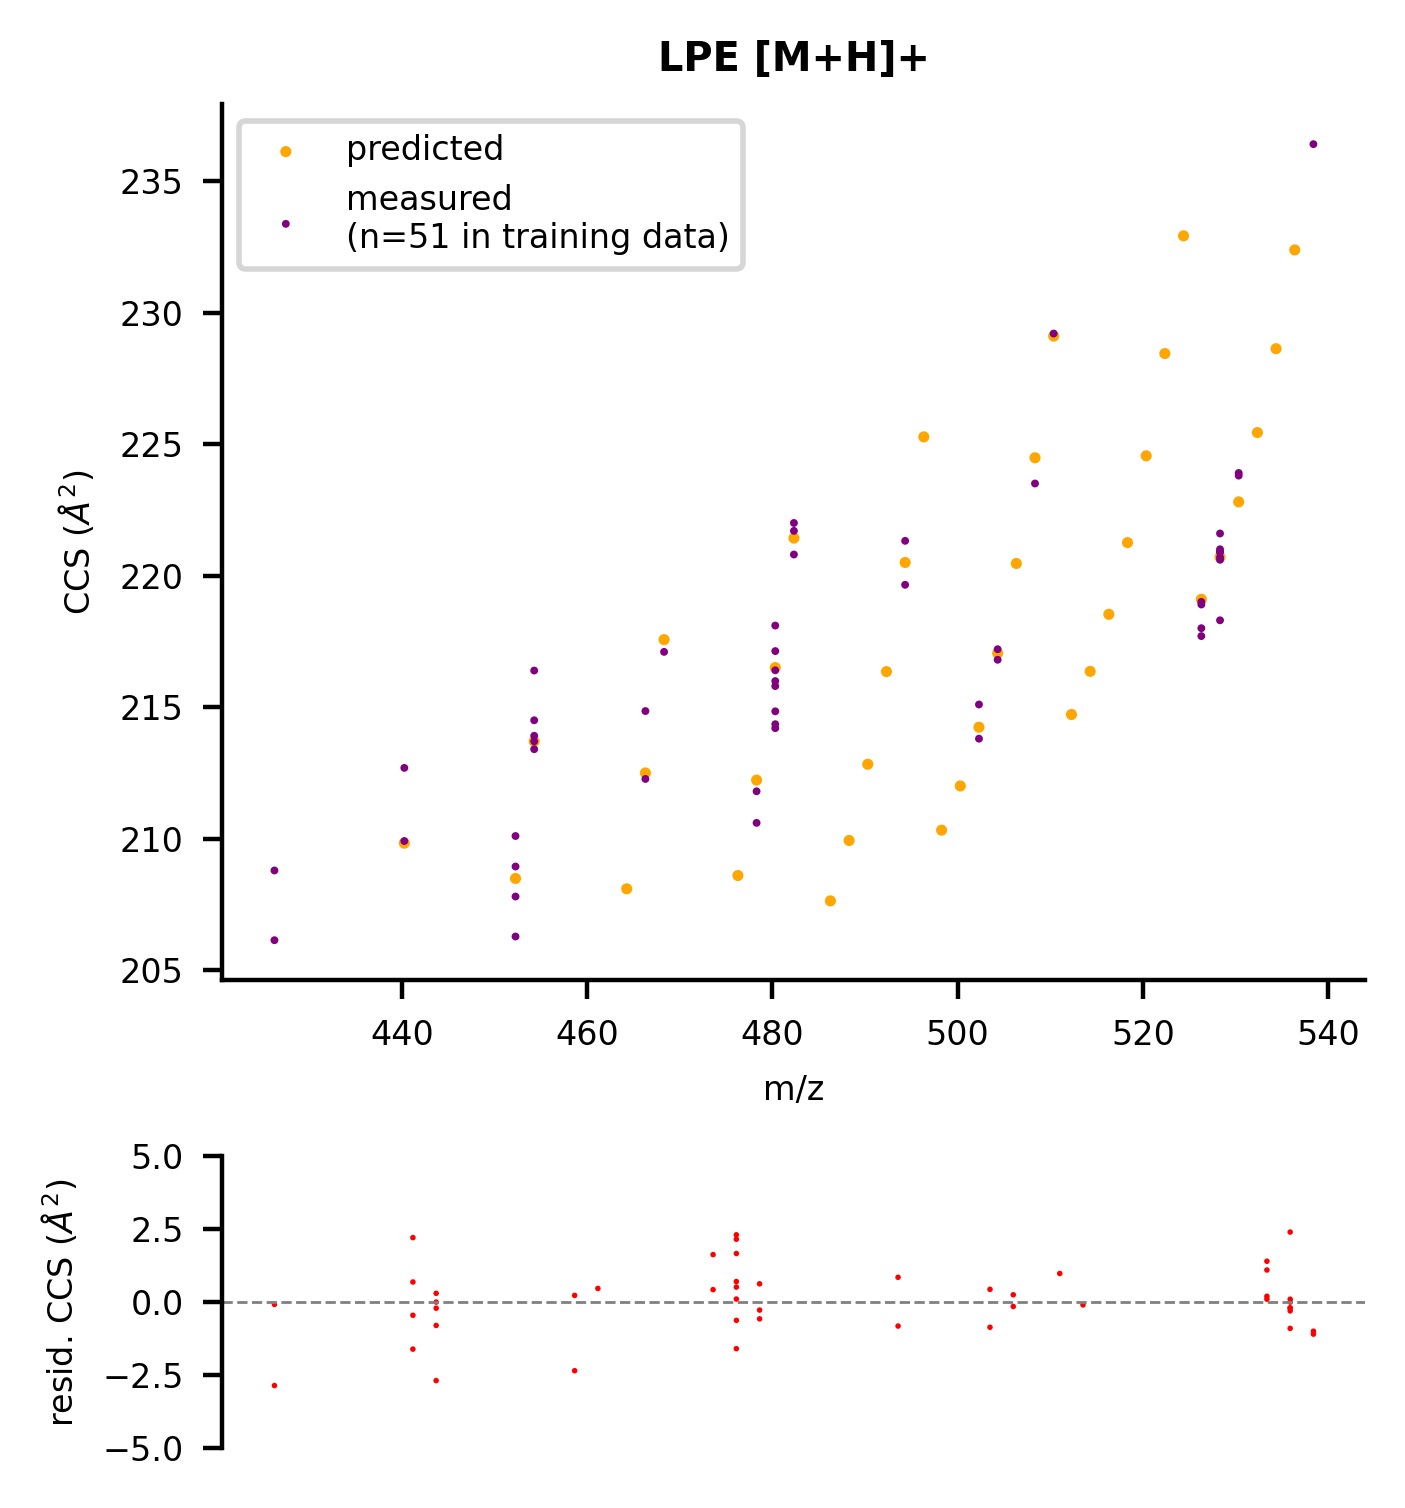 LPE [M+H]+
predicted
measured
(n=51 in training data)
CCS (Å²)
235
230
225
220
215
210
205
440 460 480 500 520 540
m/z
resid. CCS (Å²)
5.0
2.5
0.0
−2.5
−5.0